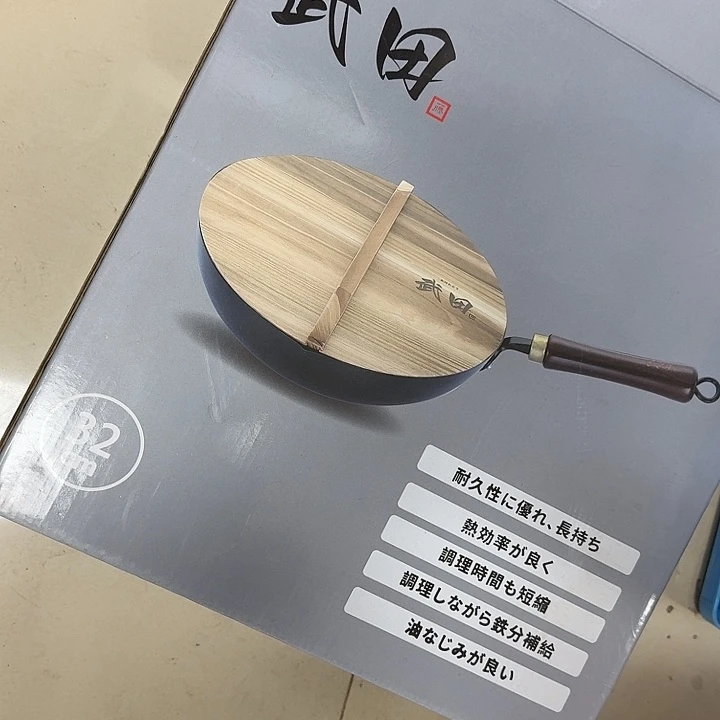 武田
武田
32
cm
耐久性に優れ、長持ち
熱効率が良く
調理時間も短縮
調理しながら鉄分補給
油なじみが良い